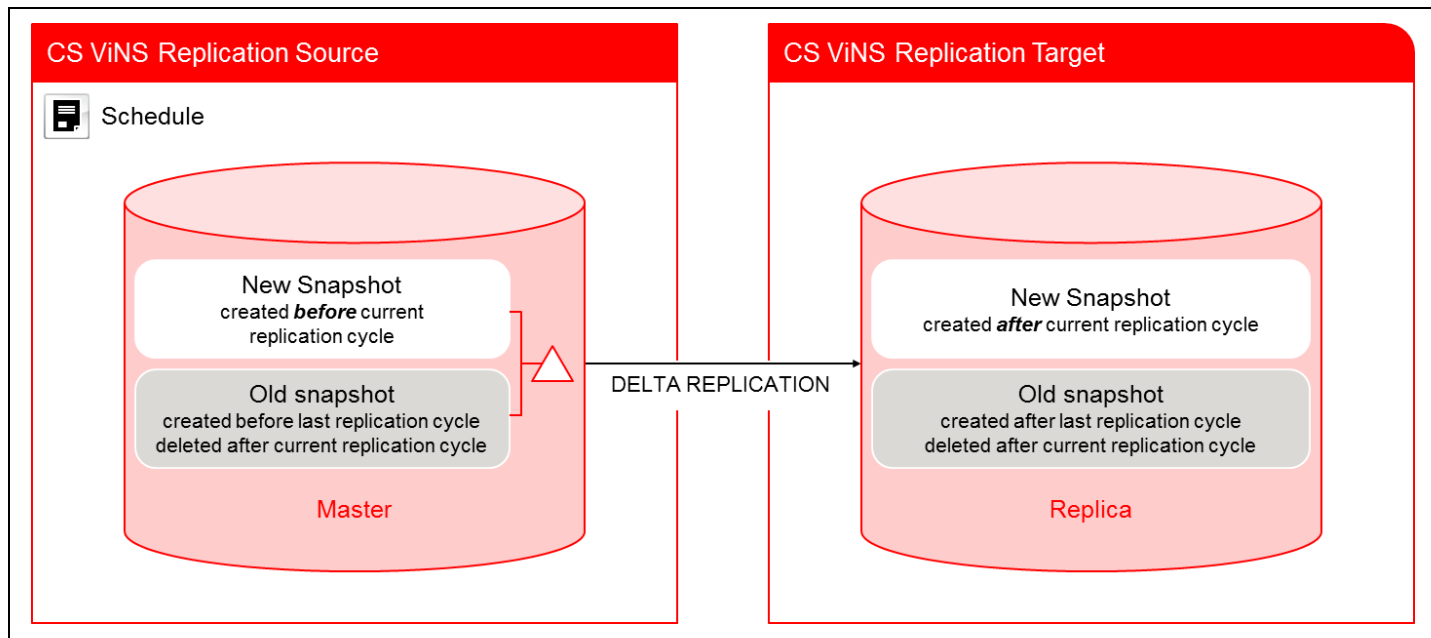 CS ViNS Replication Source
Schedule
New Snapshot
created before current
replication cycle
Old snapshot
created before last replication cycle
deleted after current replication cycle
Master
DELTA REPLICATION
CS ViNS Replication Target
New Snapshot
created after current replication cycle
Old snapshot
created after last replication cycle
deleted after current replication cycle
Replica